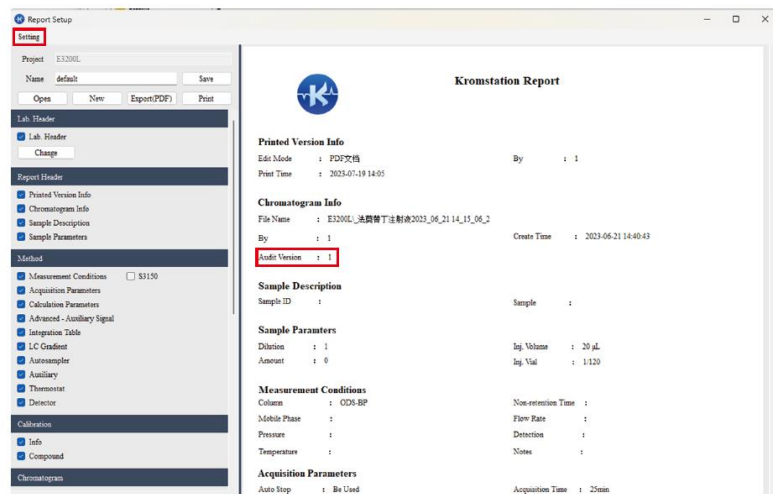 Report Setup
Setting
Project E3200L
Name default Save
Open New Export(PDF) Print
Lab. Header
Lab. Header
Change
Report Header
Printed Version Info
Chromatogram Info
Sample Description
Sample Parameters
Method
Measurement Conditions S3150
Acquisition Parameters
Calculation Parameters
Advanced - Auxiliary Signal
Integration Table
LC Gradient
Autosampler
Auxiliary
Thermostat
Detector
Calibration
Info
Compound
Chromatogram
K
Kromstation Report
Printed Version Info
Edit Mode : PDF文档 By : 1
Print Time : 2023-07-19 14:05
Chromatogram Info
File Name : E3200L\_法莫替丁注射液2023_06_21 14_15_06_2
By : 1 Create Time : 2023-06-21 14:40:43
Audit Version : 1
Sample Description
Sample ID : Sample :
Sample Paramters
Dilution : 1 Inj. Volume : 20 μL
Amount : 0 Inj. Vial : 1/120
Measurement Conditions
Column : ODS-BP Non-retention Time :
Mobile Phase : Flow Rate :
Pressure : Detection :
Temperature : Notes :
Acquisition Parameters
Auto Stop : Be Used Acquisition Time : 25min